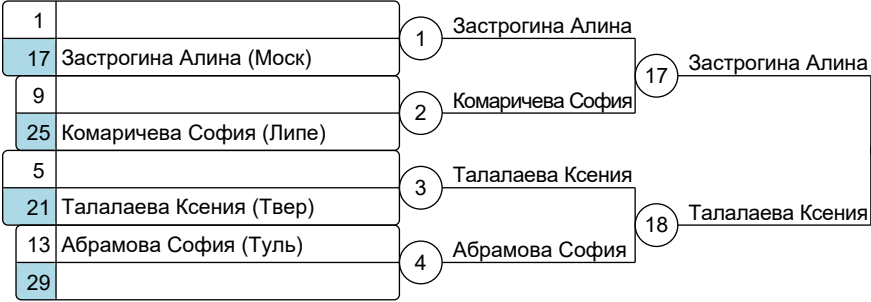 1
17 Застрогина Алина (Моск)
9
25 Комаричева София (Липе)
5
21 Талалаева Ксения (Твер)
13 Абрамова София (Туль)
29
1 Застрогина Алина
2 Комаричева София
3 Талалаева Ксения
4 Абрамова София
17 Застрогина Алина
18 Талалаева Ксения